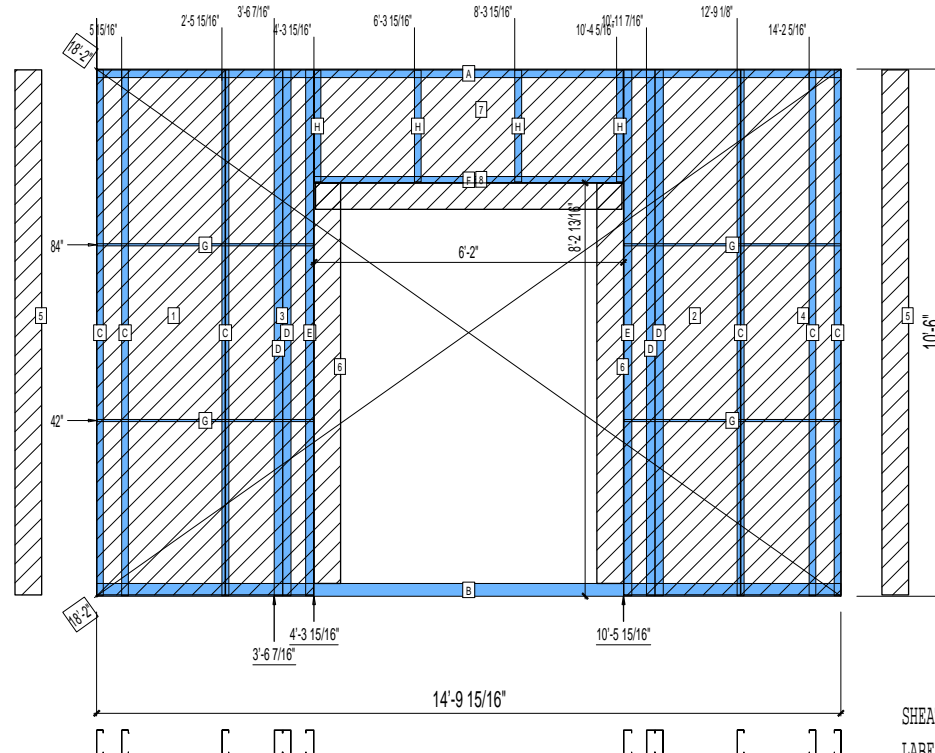 3'-6 7/16"
8'-3 15/16"
10'-11 7/16"
12'-9 1/8"
5 15/16"
2'-5 15/16"
4'-3 15/16"
6'-3 15/16"
10'-4 5/16"
14'-2 5/16"
18'-2"
A
7
H
H
H
H
F
8
8'-2 13/16"
84"
G
G
6'-2"
5
1
3
2
4
5
10'-6"
C
C
C
D
E
E
D
C
C
C
D
D
6
6
42"
G
G
B
18'-2"
4'-3 15/16"
10'-5 15/16"
3'-6 7/16"
14'-9 15/16"
SHEA
LABE